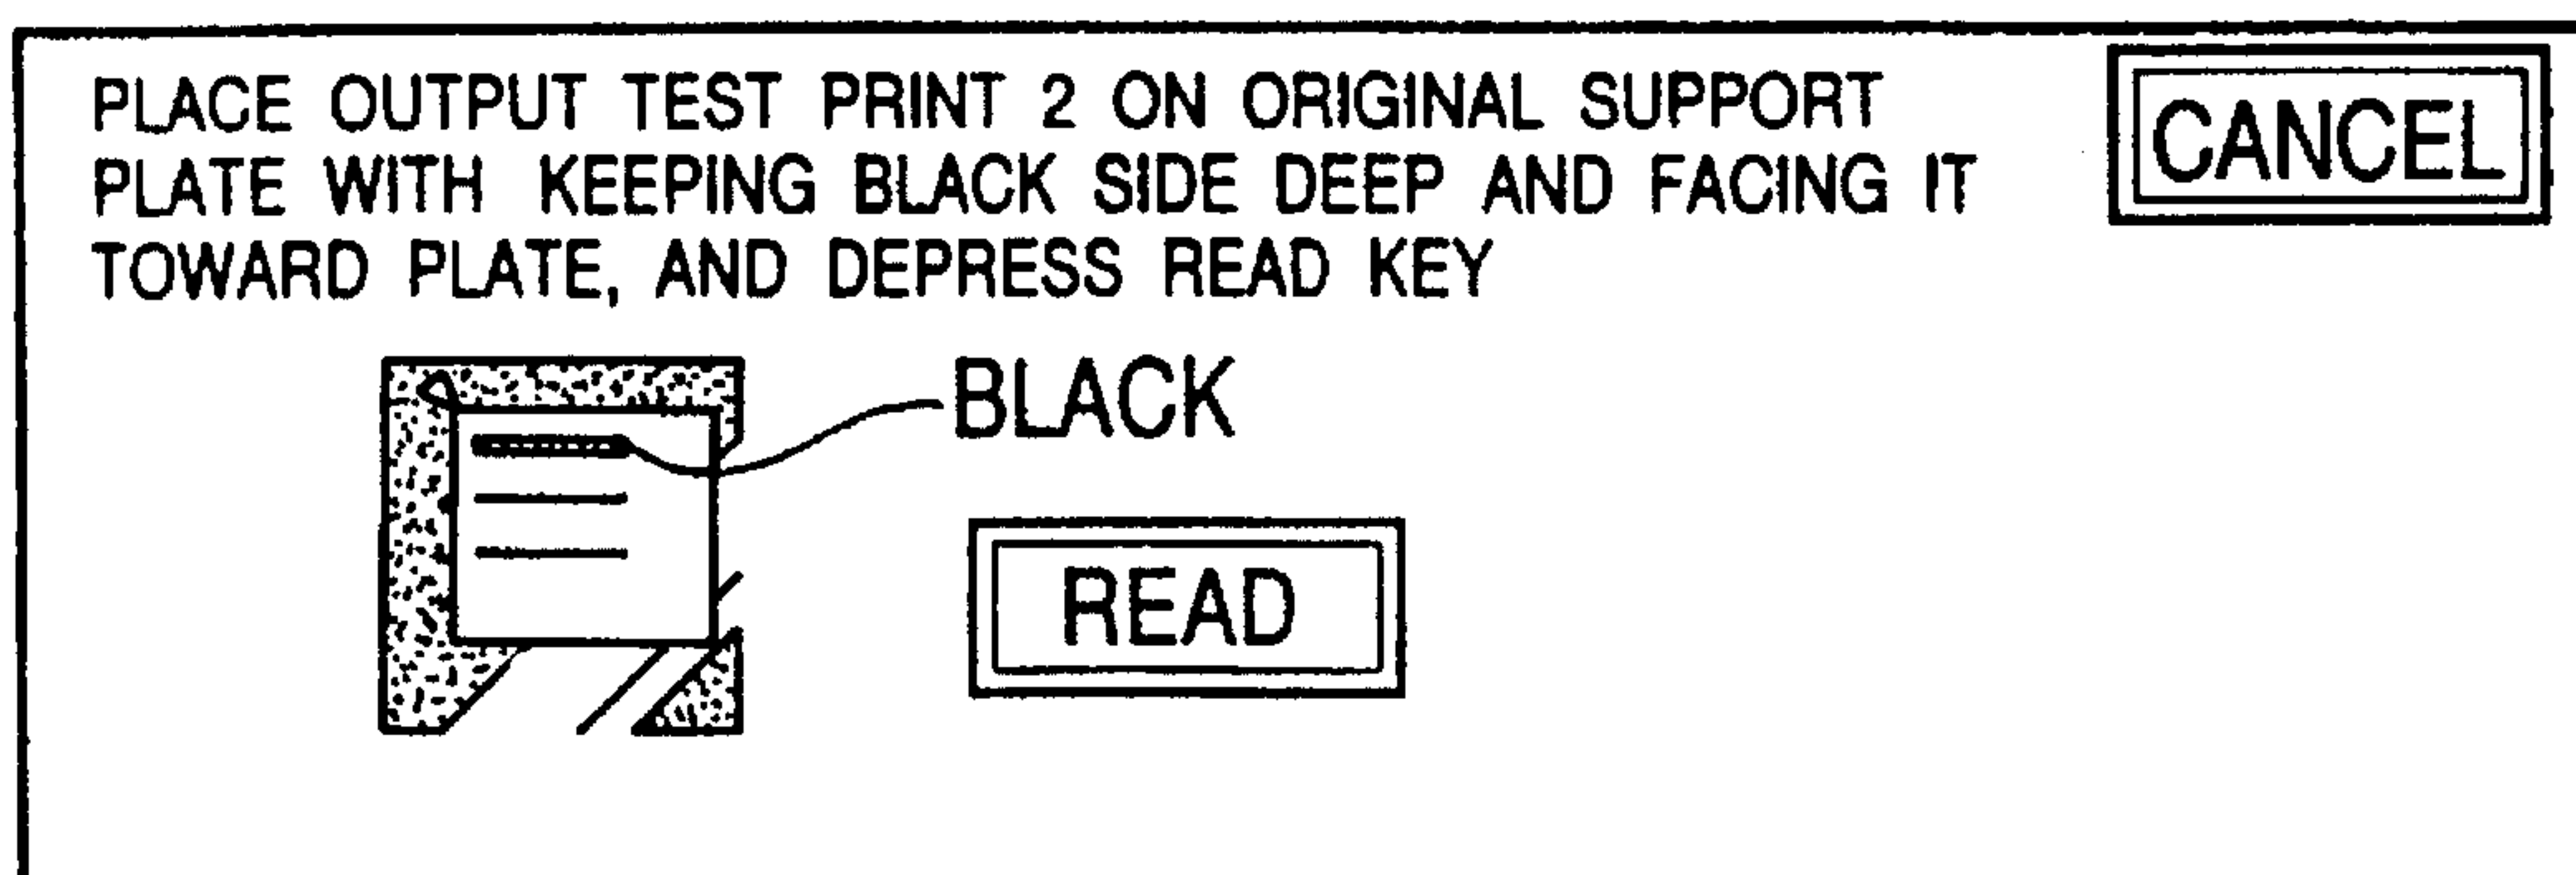 PLACE OUTPUT TEST PRINT 2 ON ORIGINAL SUPPORT
PLATE WITH KEEPING BLACK SIDE DEEP AND FACING IT
TOWARD PLATE, AND DEPRESS READ KEY
CANCEL
BLACK
READ